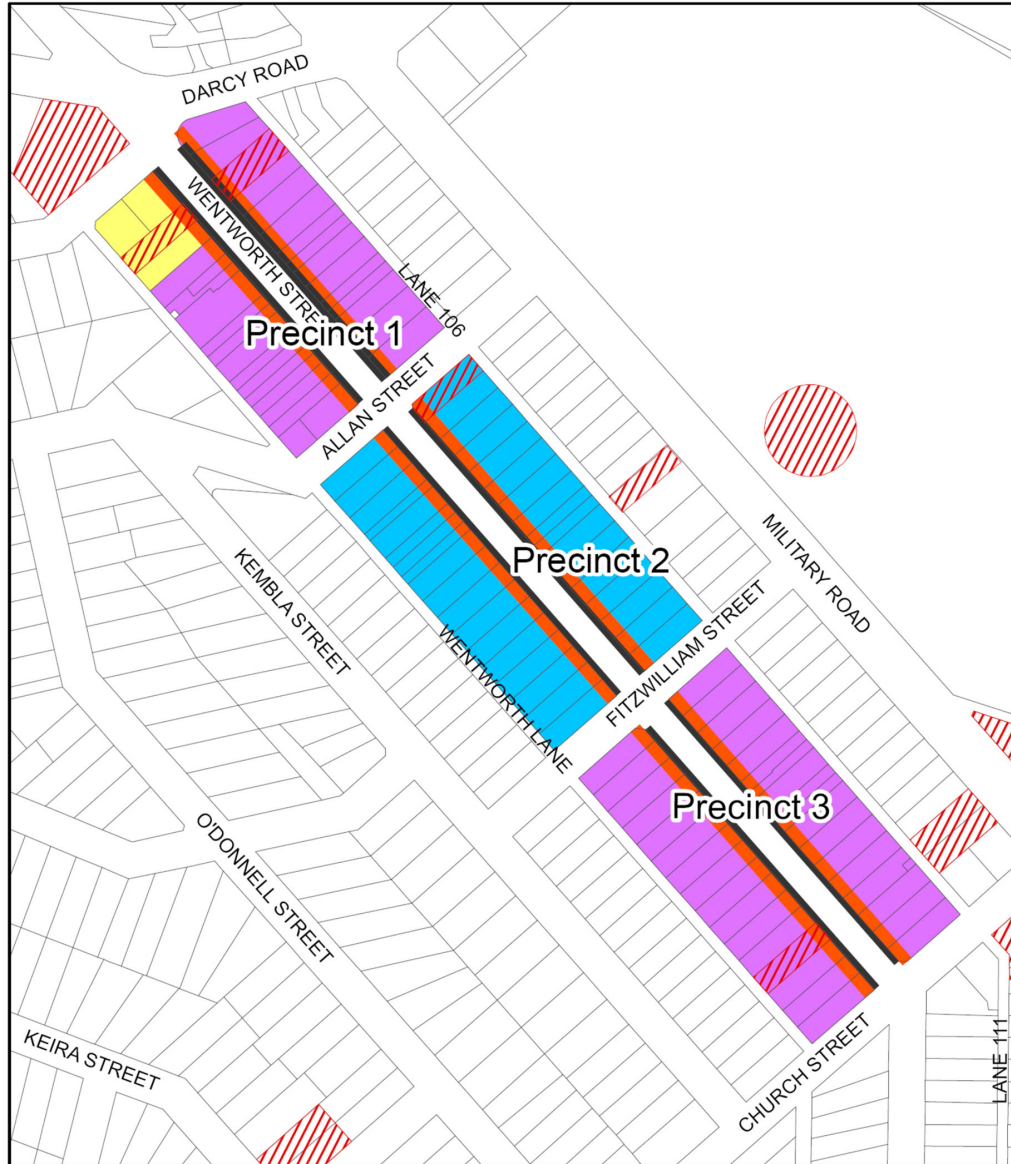 DARCY ROAD
WENTWORTH STREET
LANE 106
Precinct 1
ALLAN STREET
Precinct 2
MILITARY ROAD
KEMBLA STREET
WENTWORTH LANE
FITZWILLIAM STREET
Precinct 3
O'DONNELL STREET
KEIRA STREET
CHURCH STREET
LANE 111